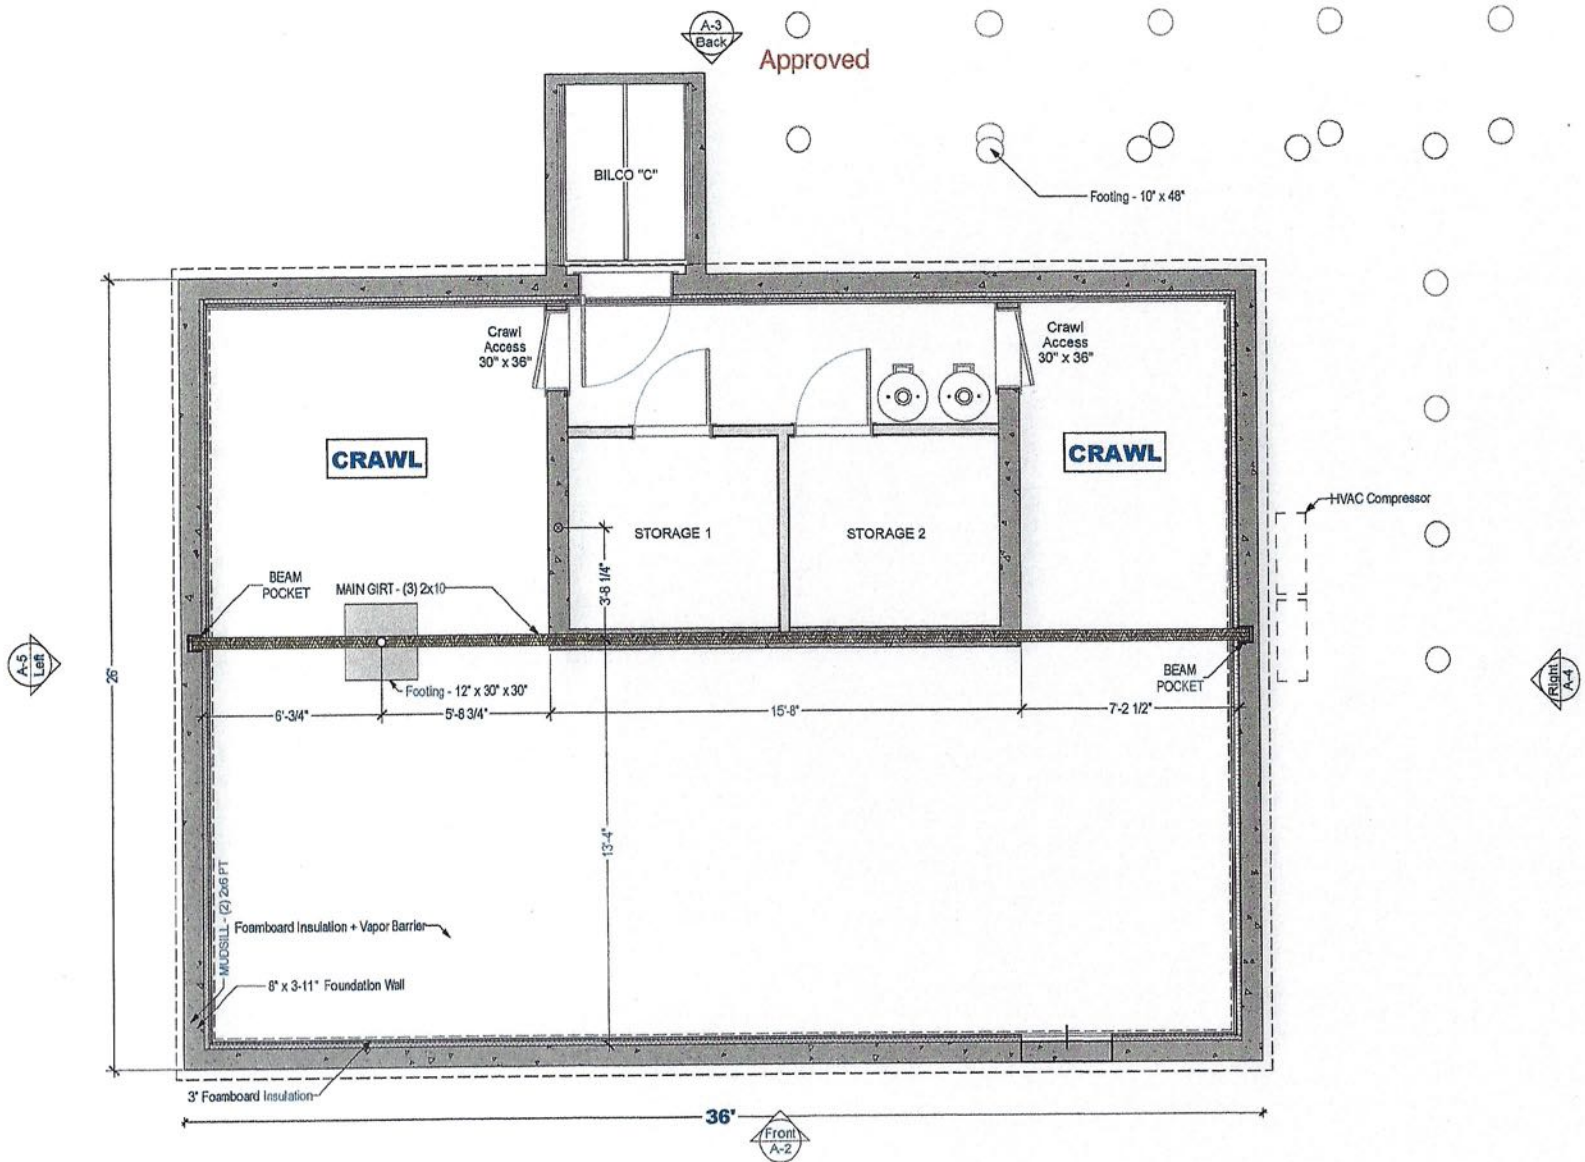 A-3
Back
Approved
BILCO "C"
Footing - 10" x 48"
Crawl
Access
30" x 36"
Crawl
Access
30" x 36"
CRAWL
CRAWL
HVAC Compressor
STORAGE 1
STORAGE 2
3'-8 1/4"
BEAM
POCKET
MAIN GIRT - (3) 2x10
A-5
Left
26'
Footing - 12" x 30" x 30"
BEAM
POCKET
Right
A-4
6'-3/4"
5'-8 3/4"
15'-8"
7'-2 1/2"
13'-4"
MUDSILL - (2) 2x6 PT
Foamboard Insulation + Vapor Barrier
8" x 3-11" Foundation Wall
3" Foamboard Insulation
36'
Front
A-2